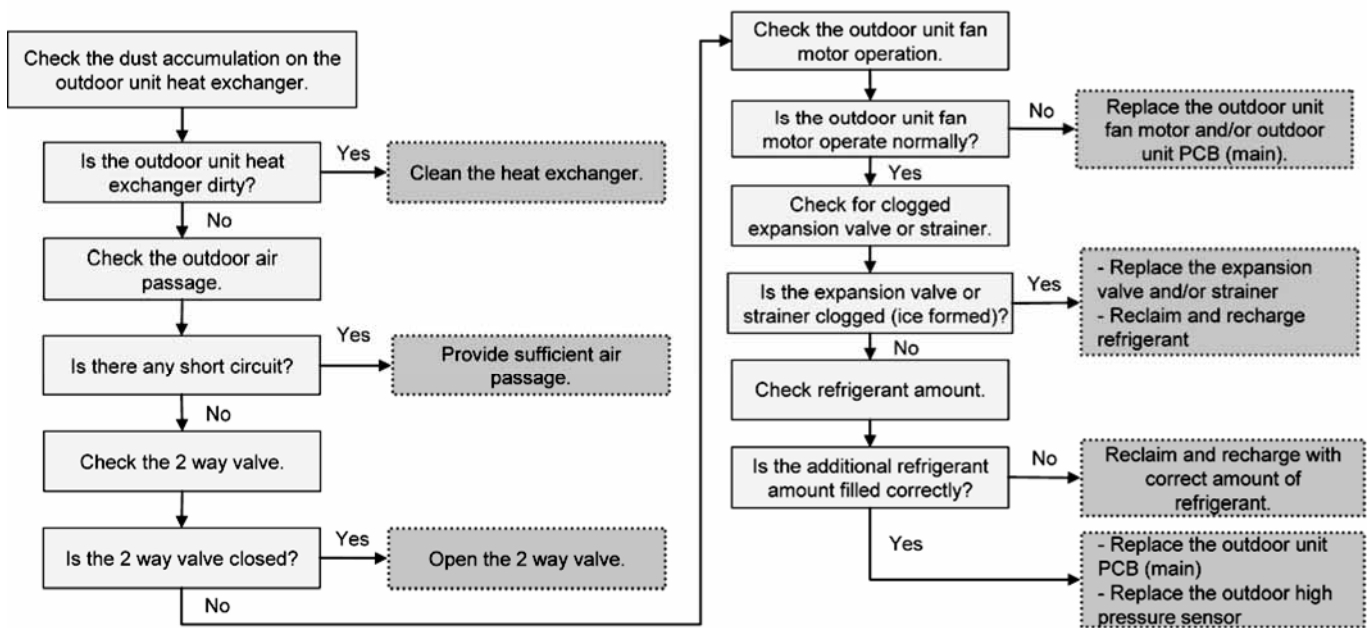 Check the dust accumulation on the
outdoor unit heat exchanger.
Is the outdoor unit heat
exchanger dirty?
Yes
Clean the heat exchanger.
No
Check the outdoor air
passage.
Is there any short circuit?
Yes
Provide sufficient air
passage.
No
Check the 2 way valve.
Is the 2 way valve closed?
Yes
Open the 2 way valve.
No
Check the outdoor unit fan
motor operation.
Is the outdoor unit fan
motor operate normally?
No
Replace the outdoor unit
fan motor and/or outdoor
unit PCB (main).
Yes
Check for clogged
expansion valve or strainer.
Is the expansion valve or
strainer clogged (ice formed)?
Yes
- Replace the expansion
valve and/or strainer
- Reclaim and recharge
refrigerant
No
Check refrigerant amount.
Is the additional refrigerant
amount filled correctly?
No
Reclaim and recharge with
correct amount of
refrigerant.
Yes
- Replace the outdoor unit
PCB (main)
- Replace the outdoor high
pressure sensor